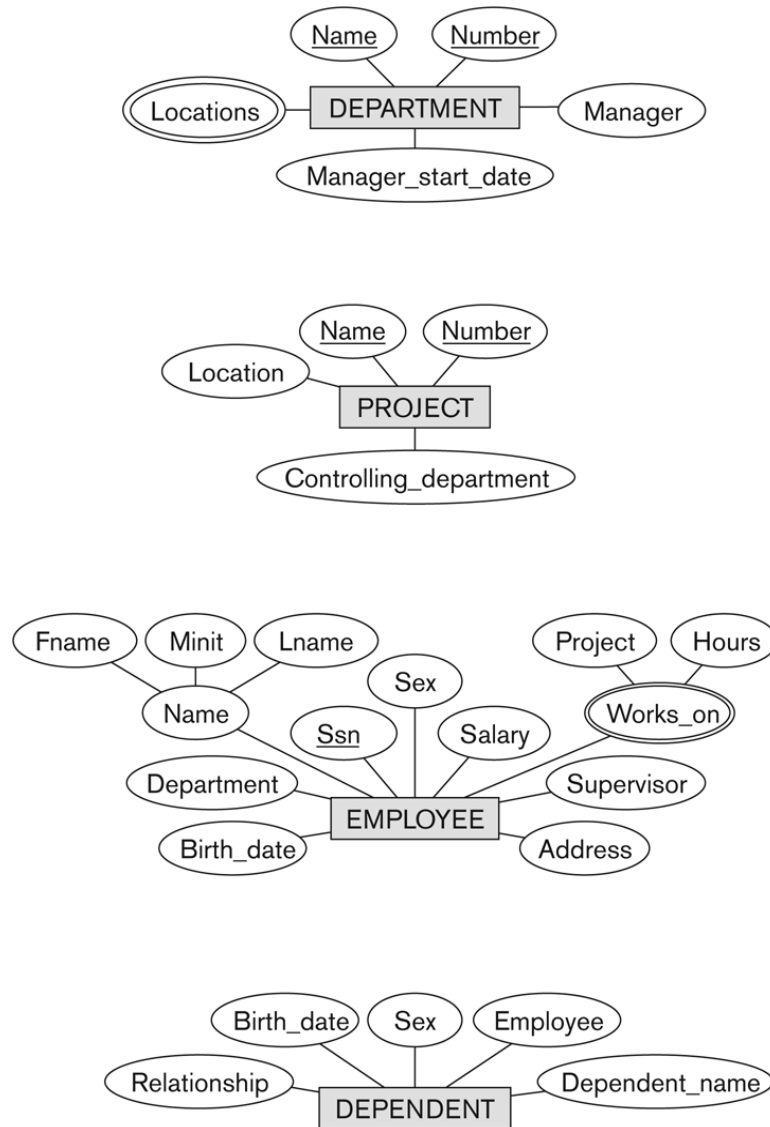 Name
Number
Locations
DEPARTMENT
Manager
Manager_start_date
Name
Number
Location
PROJECT
Controlling_department
Fname
Minit
Lname
Project
Hours
Sex
Name
Works_on
Ssn
Salary
Department
Supervisor
EMPLOYEE
Birth_date
Address
Birth_date
Sex
Employee
Relationship
Dependent_name
DEPENDENT